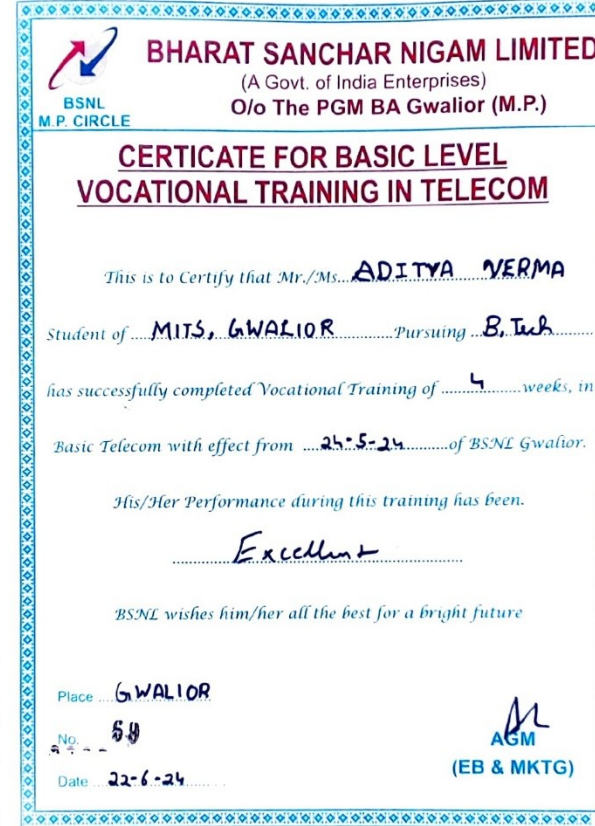 BHARAT SANCHAR NIGAM LIMITED
(A Govt. of India Enterprises)
O/o The PGM BA Gwalior (M.P.)
BSNL
M.P. CIRCLE
CERTICATE FOR BASIC LEVEL
VOCATIONAL TRAINING IN TELECOM
This is to Certify that Mr./Ms....ADITYA VERMA
Student of .....MITS, GWALIOR..............Pursuing ...B.Tech..........
has successfully completed Vocational Training of .........4........weeks, in
Basic Telecom with effect from ....24-5-24..........of BSNL Gwalior.
His/Her Performance during this training has been.
Excellent
BSNL wishes him/her all the best for a bright future
Place ....GWALIOR
No.
Date ...22-6-24
AGM
(EB & MKTG)